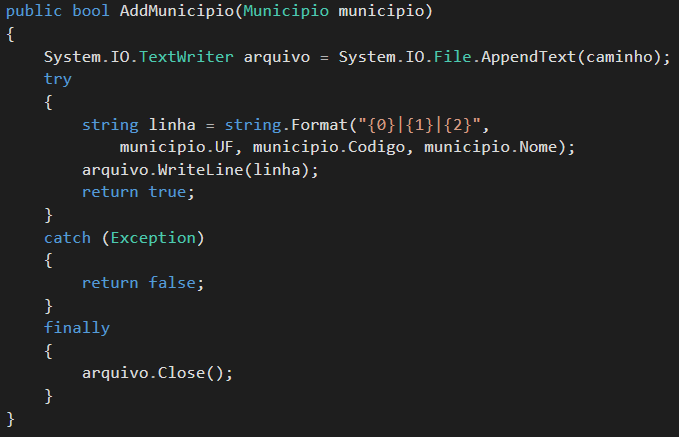 public bool AddMunicipio(Municipio municipio)
{
    System.IO.TextWriter arquivo = System.IO.File.AppendText(caminho);
    try
    {
        string linha = string.Format("{0}|{1}|{2}",
            municipio.UF, municipio.Codigo, municipio.Nome);
        arquivo.WriteLine(linha);
        return true;
    }
    catch (Exception)
    {
        return false;
    }
    finally
    {
        arquivo.Close();
    }
}